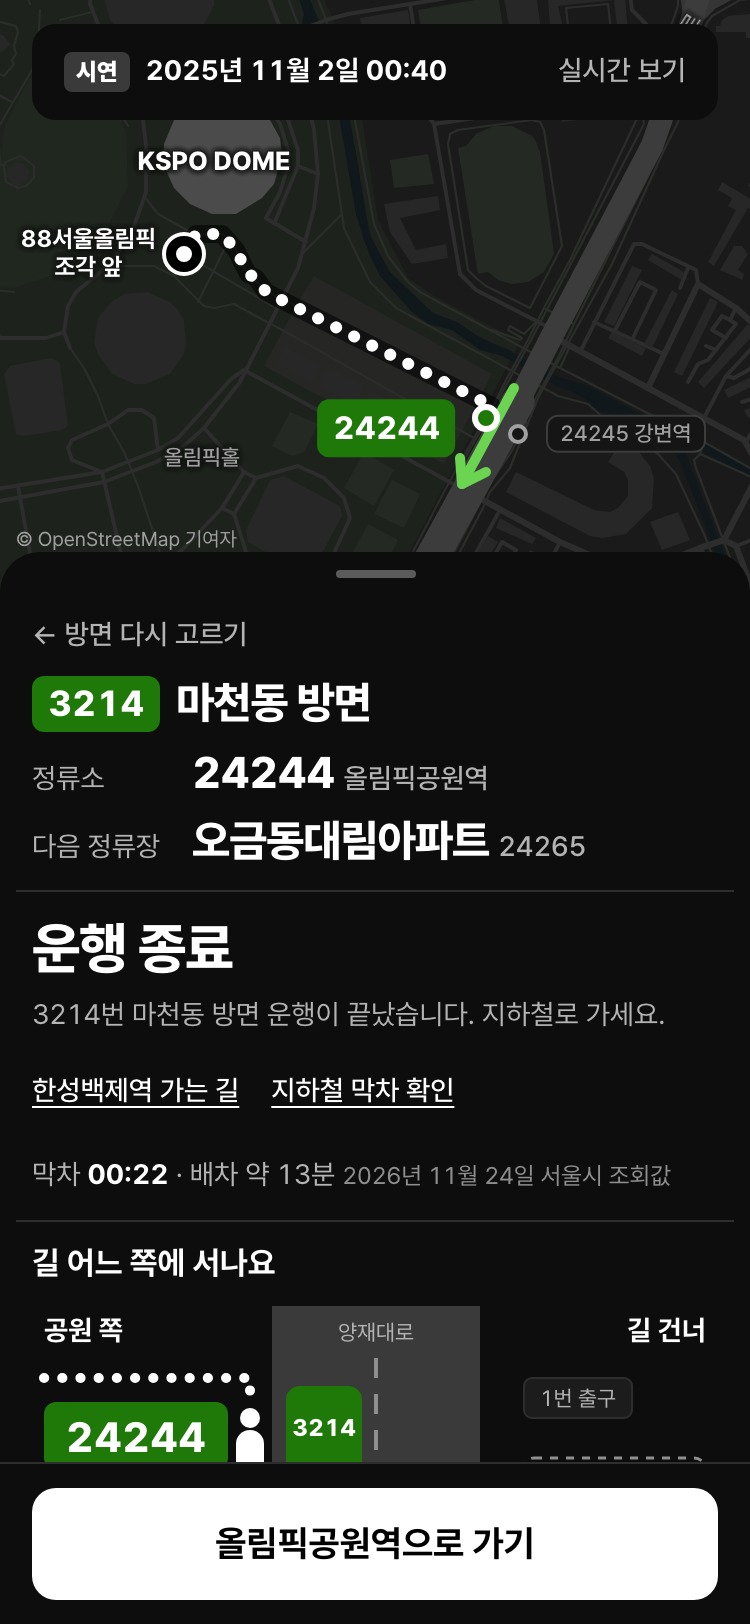 시연 2025년 11월 2일 00:40 실시간 보기
KSPO DOME
88서울올림픽
조각 앞
24244
24245 강변역
올림픽홀
© OpenStreetMap 기여자
← 방면 다시 고르기
3214 마천동 방면
정류소 24244 올림픽공원역
다음 정류장 오금동대림아파트 24265
운행 종료
3214번 마천동 방면 운행이 끝났습니다. 지하철로 가세요.
한성백제역 가는 길 지하철 막차 확인
막차 00:22 · 배차 약 13분 2026년 11월 24일 서울시 조회값
길 어느 쪽에 서나요
공원 쪽 양재대로 길 건너
1번 출구
24244 3214
올림픽공원역으로 가기